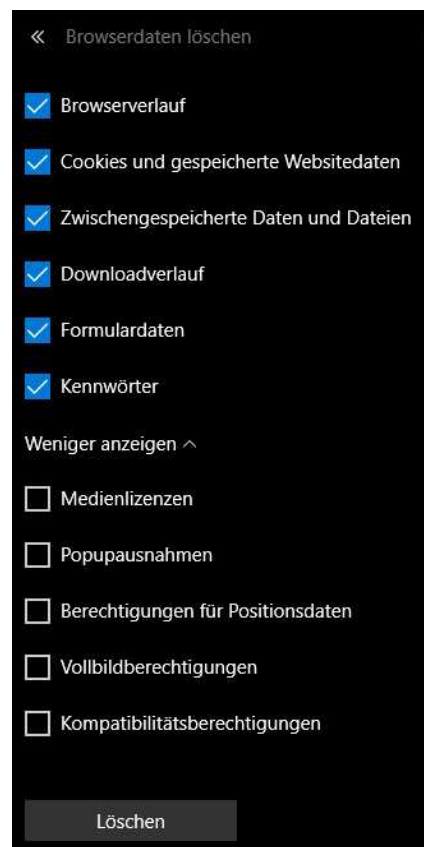 « Browserdaten löschen
Browserverlauf
Cookies und gespeicherte Websitedaten
Zwischengespeicherte Daten und Dateien
Downloadverlauf
Formulardaten
Kennwörter
Weniger anzeigen
Medienlizenzen
Popupausnahmen
Berechtigungen für Positionsdaten
Vollbildberechtigungen
Kompatibilitätsberechtigungen
Löschen